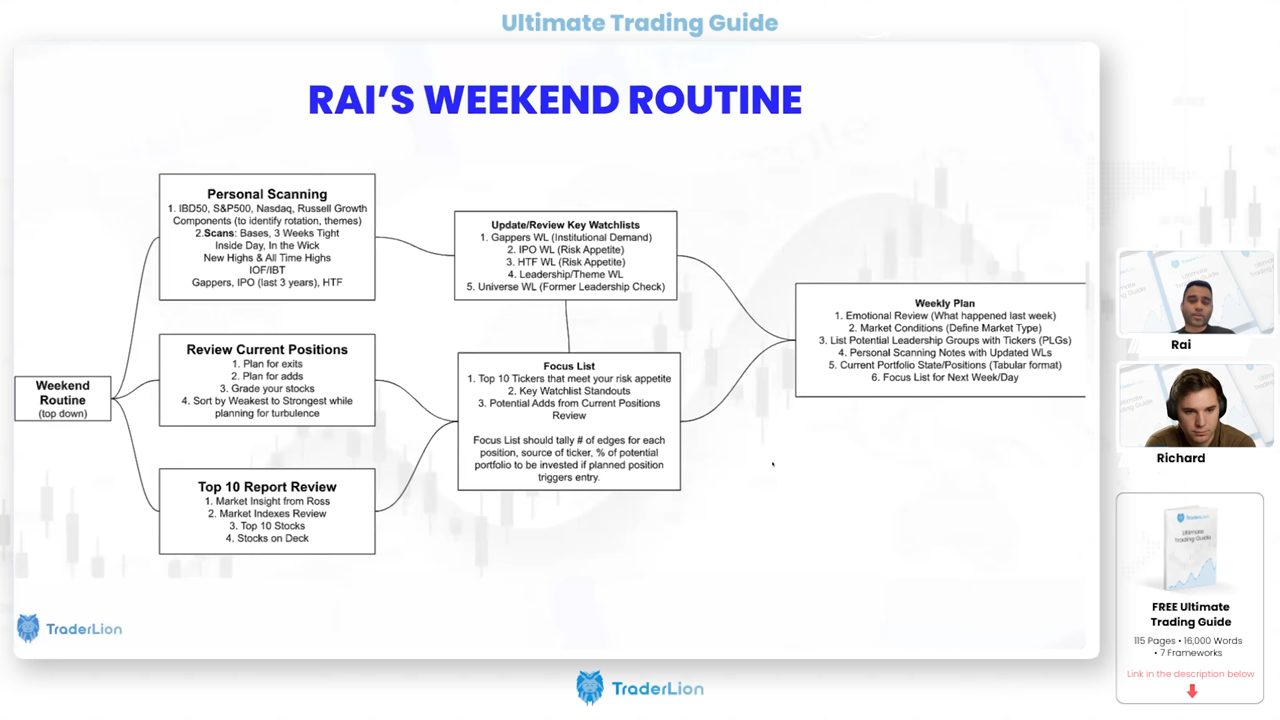 Ultimate Trading Guide
RAI'S WEEKEND ROUTINE
Weekend
Routine
(top down)
Personal Scanning
1. IBD50, S&P500, Nasdaq, Russell Growth
Components (to identify rotation, themes)
2.Scans: Bases, 3 Weeks Tight
Inside Day, In the Wick
New Highs & All Time Highs
IOF/IBT
Gappers, IPO (last 3 years), HTF
Review Current Positions
1. Plan for exits
2. Plan for adds
3. Grade your stocks
4. Sort by Weakest to Strongest while
planning for turbulence
Top 10 Report Review
1. Market Insight from Ross
2. Market Indexes Review
3. Top 10 Stocks
4. Stocks on Deck
Update/Review Key Watchlists
1. Gappers WL (Institutional Demand)
2. IPO WL (Risk Appetite)
3. HTF WL (Risk Appetite)
4. Leadership/Theme WL
5. Universe WL (Former Leadership Check)
Focus List
1. Top 10 Tickers that meet your risk appetite
2. Key Watchlist Standouts
3. Potential Adds from Current Positions
Review
Focus List should tally # of edges for each
position, source of ticker, % of potential
portfolio to be invested if planned position
triggers entry.
Weekly Plan
1. Emotional Review (What happened last week)
2. Market Conditions (Define Market Type)
3. List Potential Leadership Groups with Tickers (PLGs)
4. Personal Scanning Notes with Updated WLs
5. Current Portfolio State/Positions (Tabular format)
6. Focus List for Next Week/Day
TraderLion
TraderLion
Rai
Richard
TraderLion
Ultimate
Trading Guide
FREE Ultimate
Trading Guide
115 Pages • 16,000 Words
• 7 Frameworks
Link in the description below